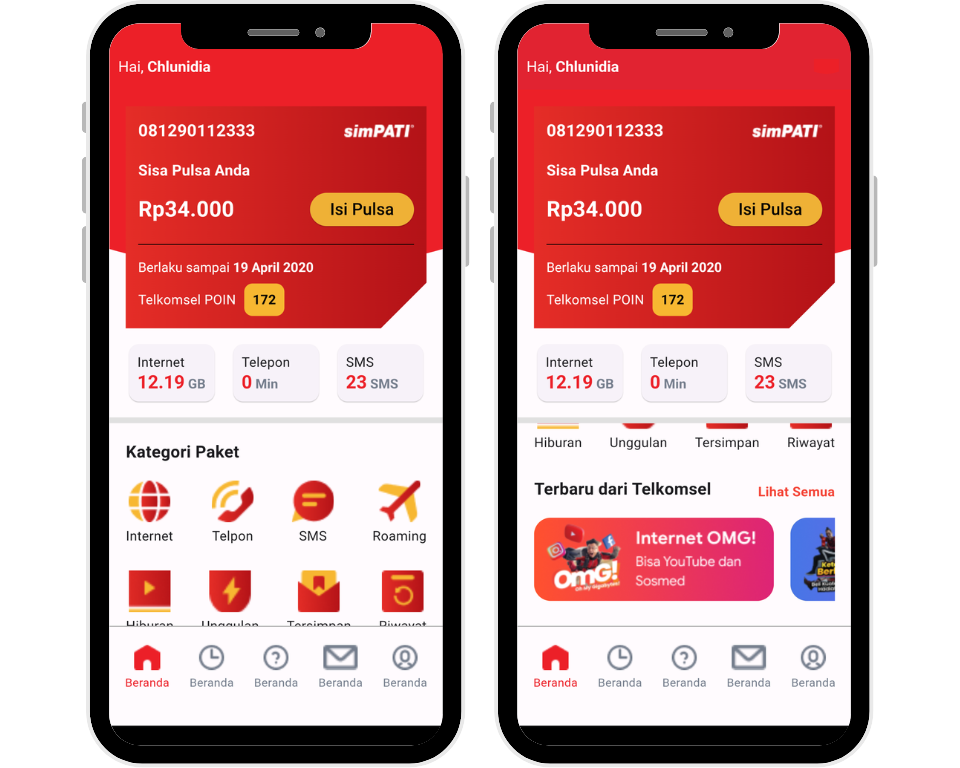 Hai, Chlunidia
081290112333
simPATI
Sisa Pulsa Anda
Rp34.000
Isi Pulsa
Berlaku sampai 19 April 2020
Telkomsel POIN 172
Internet Telepon SMS
12.19 GB 0 Min 23 SMS
Kategori Paket
Internet Telpon SMS Roaming
Hiburan Unggulan Tersimpan Riwayat
Beranda Beranda Beranda Beranda Beranda
Hai, Chlunidia
081290112333
simPATI
Sisa Pulsa Anda
Rp34.000
Isi Pulsa
Berlaku sampai 19 April 2020
Telkomsel POIN 172
Internet Telepon SMS
12.19 GB 0 Min 23 SMS
Hiburan Unggulan Tersimpan Riwayat
Terbaru dari Telkomsel
Lihat Semua
OMG!
Internet OMG!
Bisa YouTube dan
Sosmed
Beranda Beranda Beranda Beranda Beranda